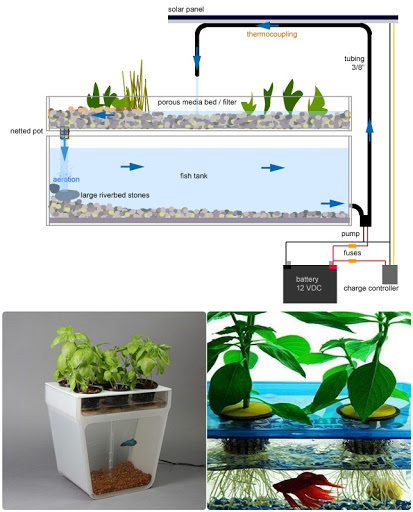 solar panel
thermocoupling
tubing
3/8"
porous media bed / filter
netted pot
aeration
fish tank
large riverbed stones
pump
fuses
battery
12 VDC
charge controller